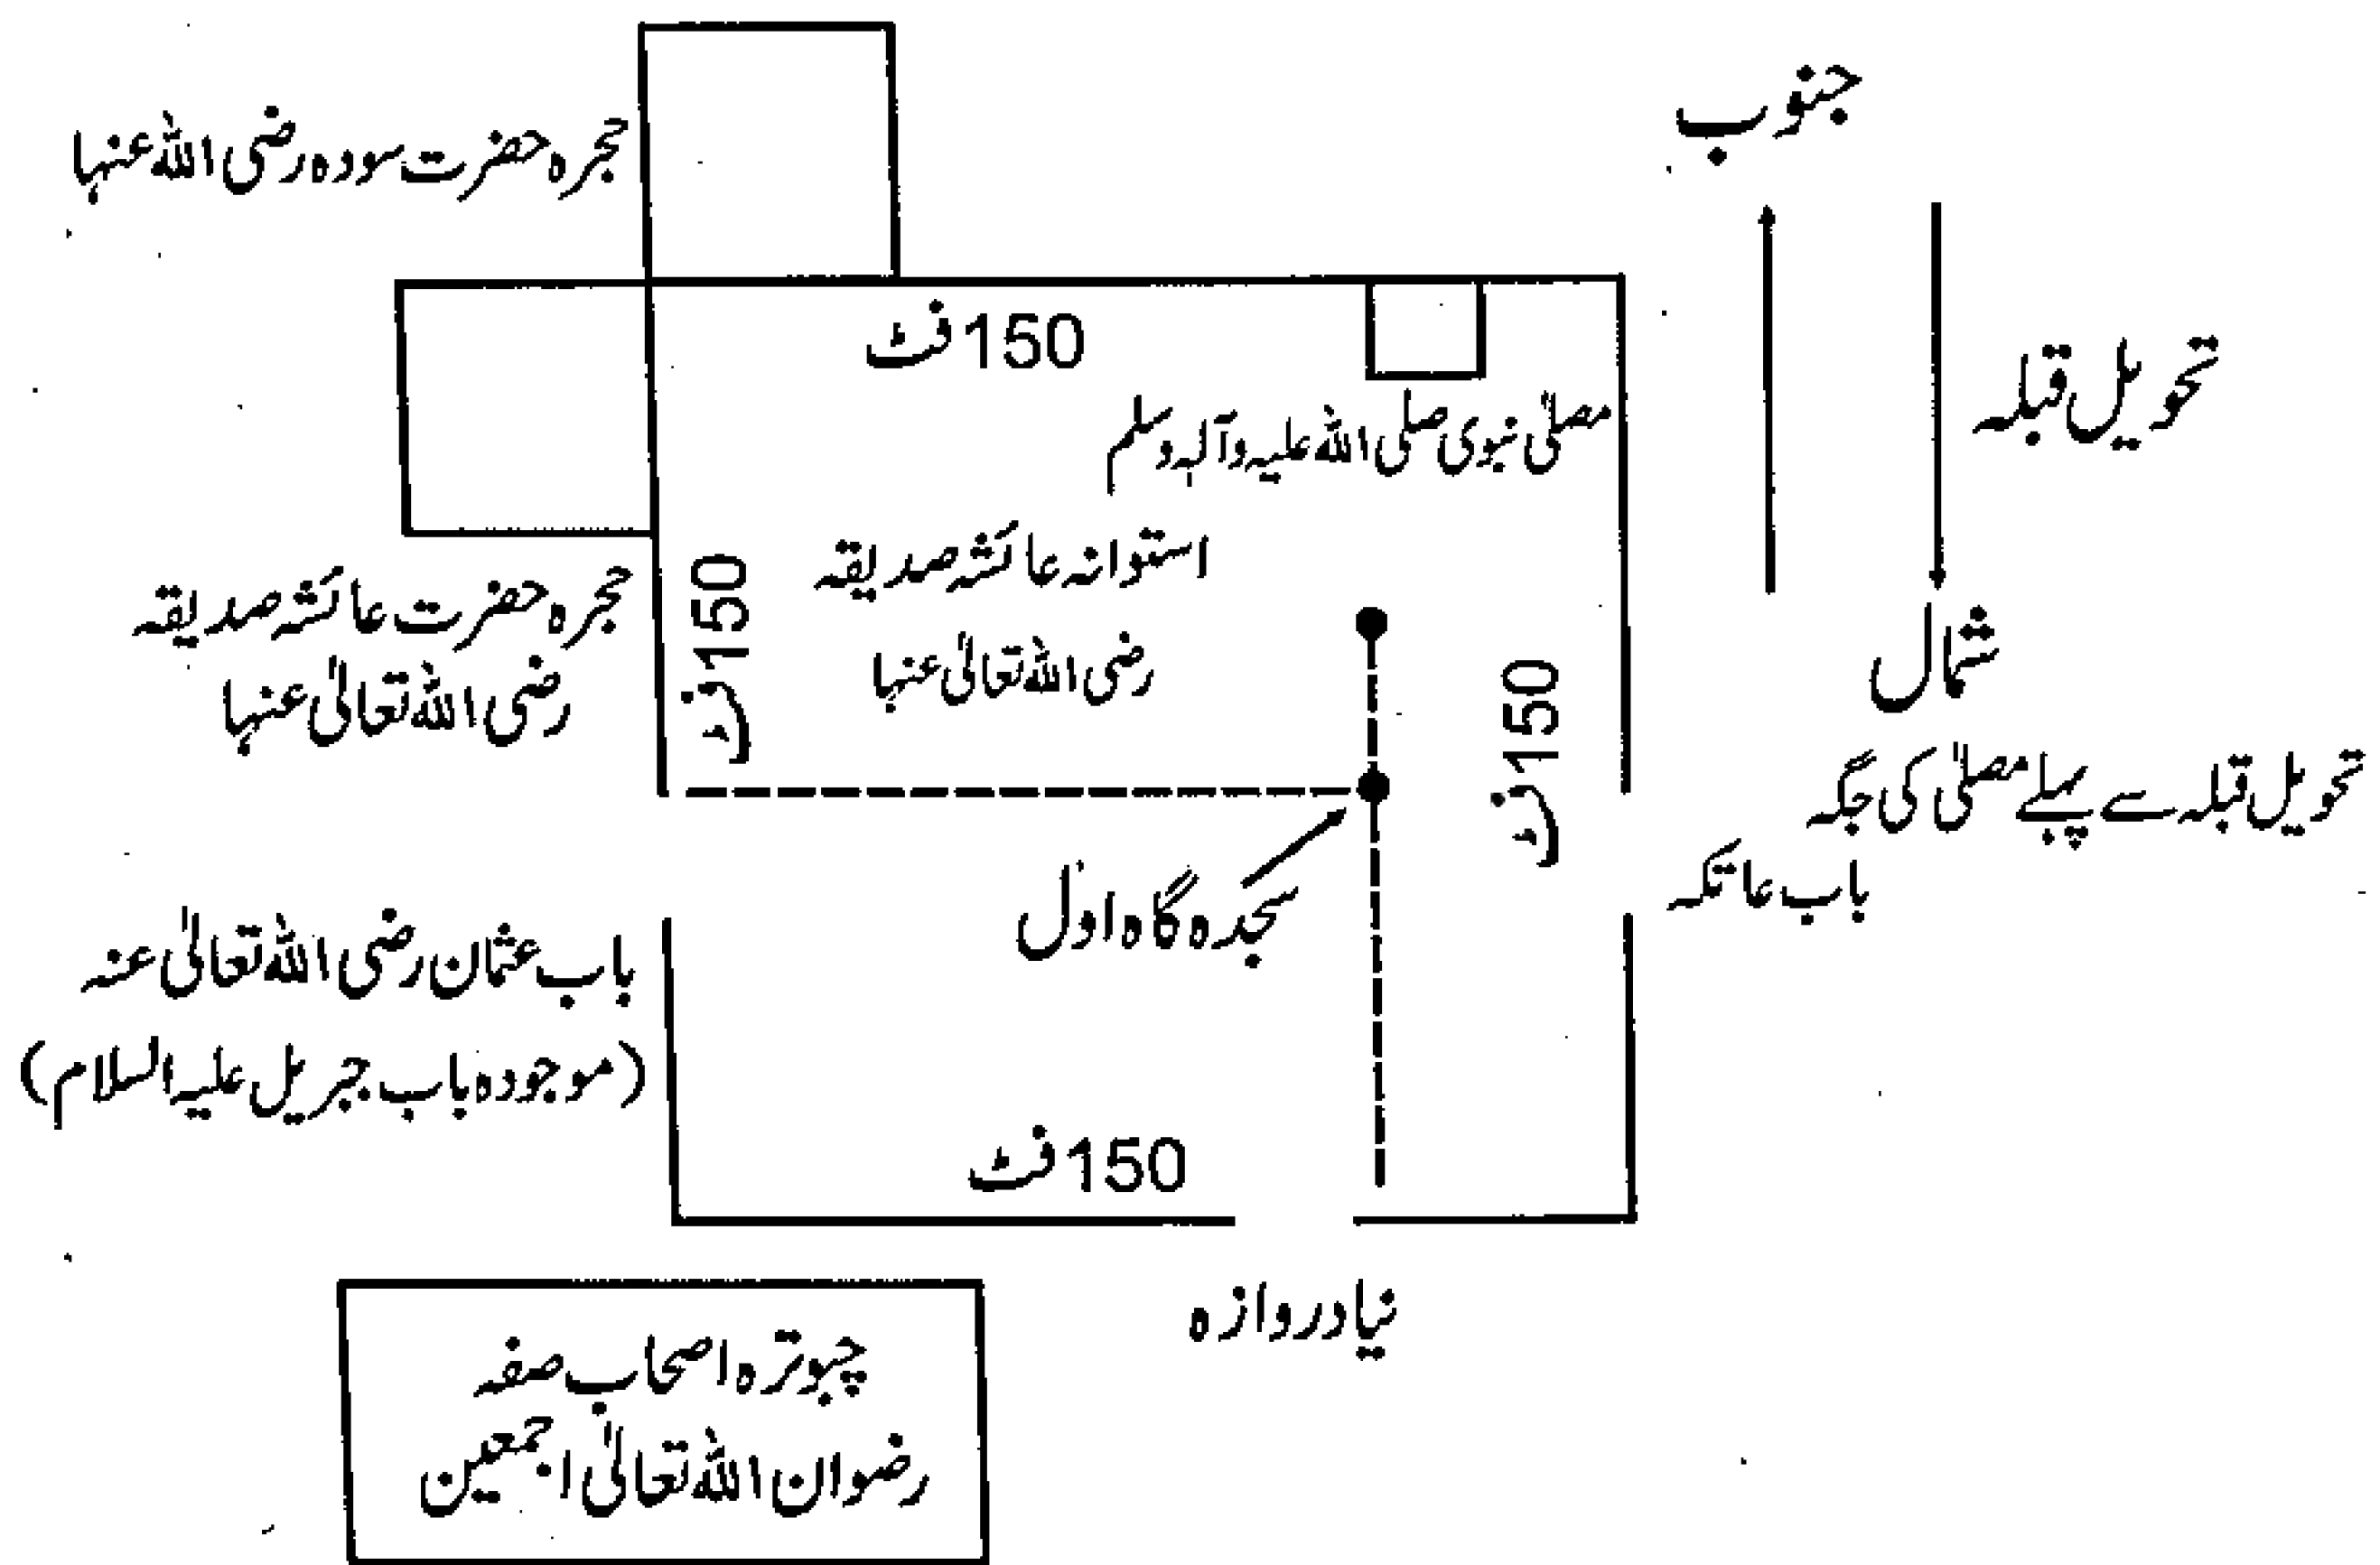 جنوب
حجرہ حضرت سودہ رضی اللہ عنہا
150 فٹ
تحویل قبلہ
مصلیٰ نبوی صلی اللہ علیہ وآلہ وسلم
استوانہ عائشہ صدیقہ
رضی اللہ تعالیٰ عنہا
حجرہ حضرت عائشہ صدیقہ
رضی اللہ تعالیٰ عنہا
150 فٹ
150 فٹ
شمال
تحویل قبلہ سے پہلے مصلیٰ کی جگہ
باب عاتکہ
سجدہ گاہ اول
باب عثمان رضی اللہ تعالیٰ عنہ
(موجودہ باب جبریل علیہ السلام)
150 فٹ
نیا دروازہ
چبوترہ اصحاب صفہ
رضوان اللہ تعالیٰ اجمعین